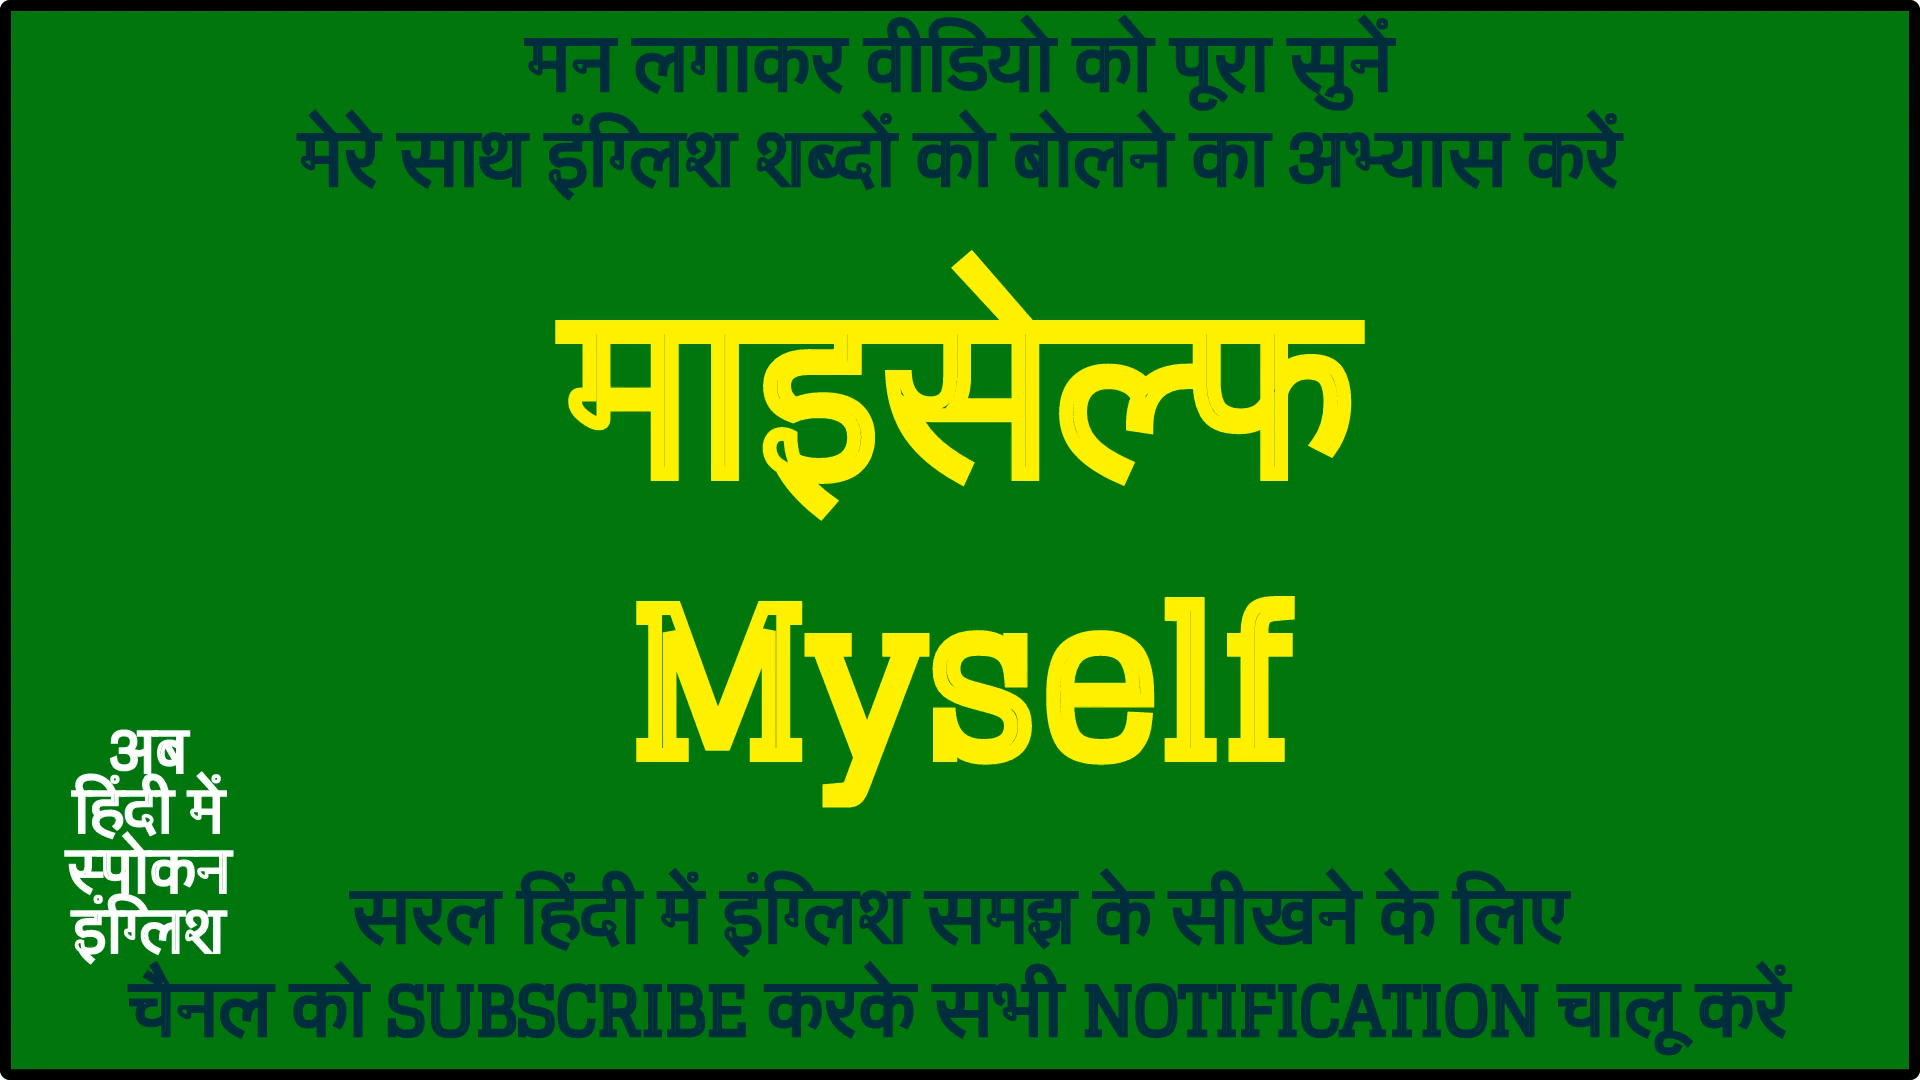 मन लगाकर वीडियो को पूरा सुनें
मेरे साथ इंग्लिश शब्दों को बोलने का अभ्यास करें
माइसेल्फ
Myself
अब
हिंदी में
स्पोकन
इंग्लिश
सरल हिंदी में इंग्लिश समझ के सीखने के लिए
चैनल को SUBSCRIBE करके सभी NOTIFICATION चालू करें